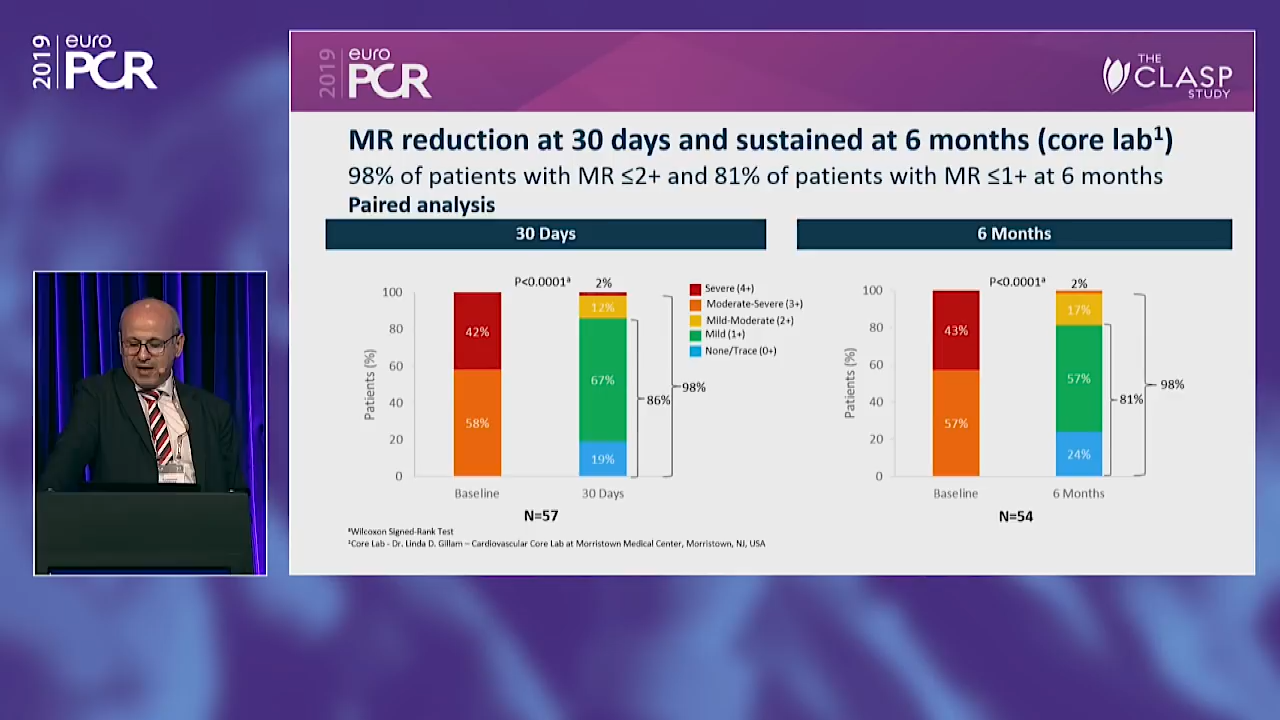 2019 euro PCR
2019 euro PCR
THE CLASP STUDY
MR reduction at 30 days and sustained at 6 months (core lab¹)
98% of patients with MR ≤2+ and 81% of patients with MR ≤1+ at 6 months
Paired analysis
30 Days
P<0.0001ª
2%
100
80
60
40
20
0
Patients (%)
42%
58%
12%
67%
19%
86%
98%
Baseline
30 Days
N=57
Severe (4+)
Moderate-Severe (3+)
Mild-Moderate (2+)
Mild (1+)
None/Trace (0+)
6 Months
P<0.0001ª
2%
100
80
60
40
20
0
Patients (%)
43%
57%
17%
57%
24%
81%
98%
Baseline
6 Months
N=54
ªWilcoxon Signed-Rank Test
¹Core Lab - Dr. Linda D. Gillam – Cardiovascular Core Lab at Morristown Medical Center, Morristown, NJ, USA